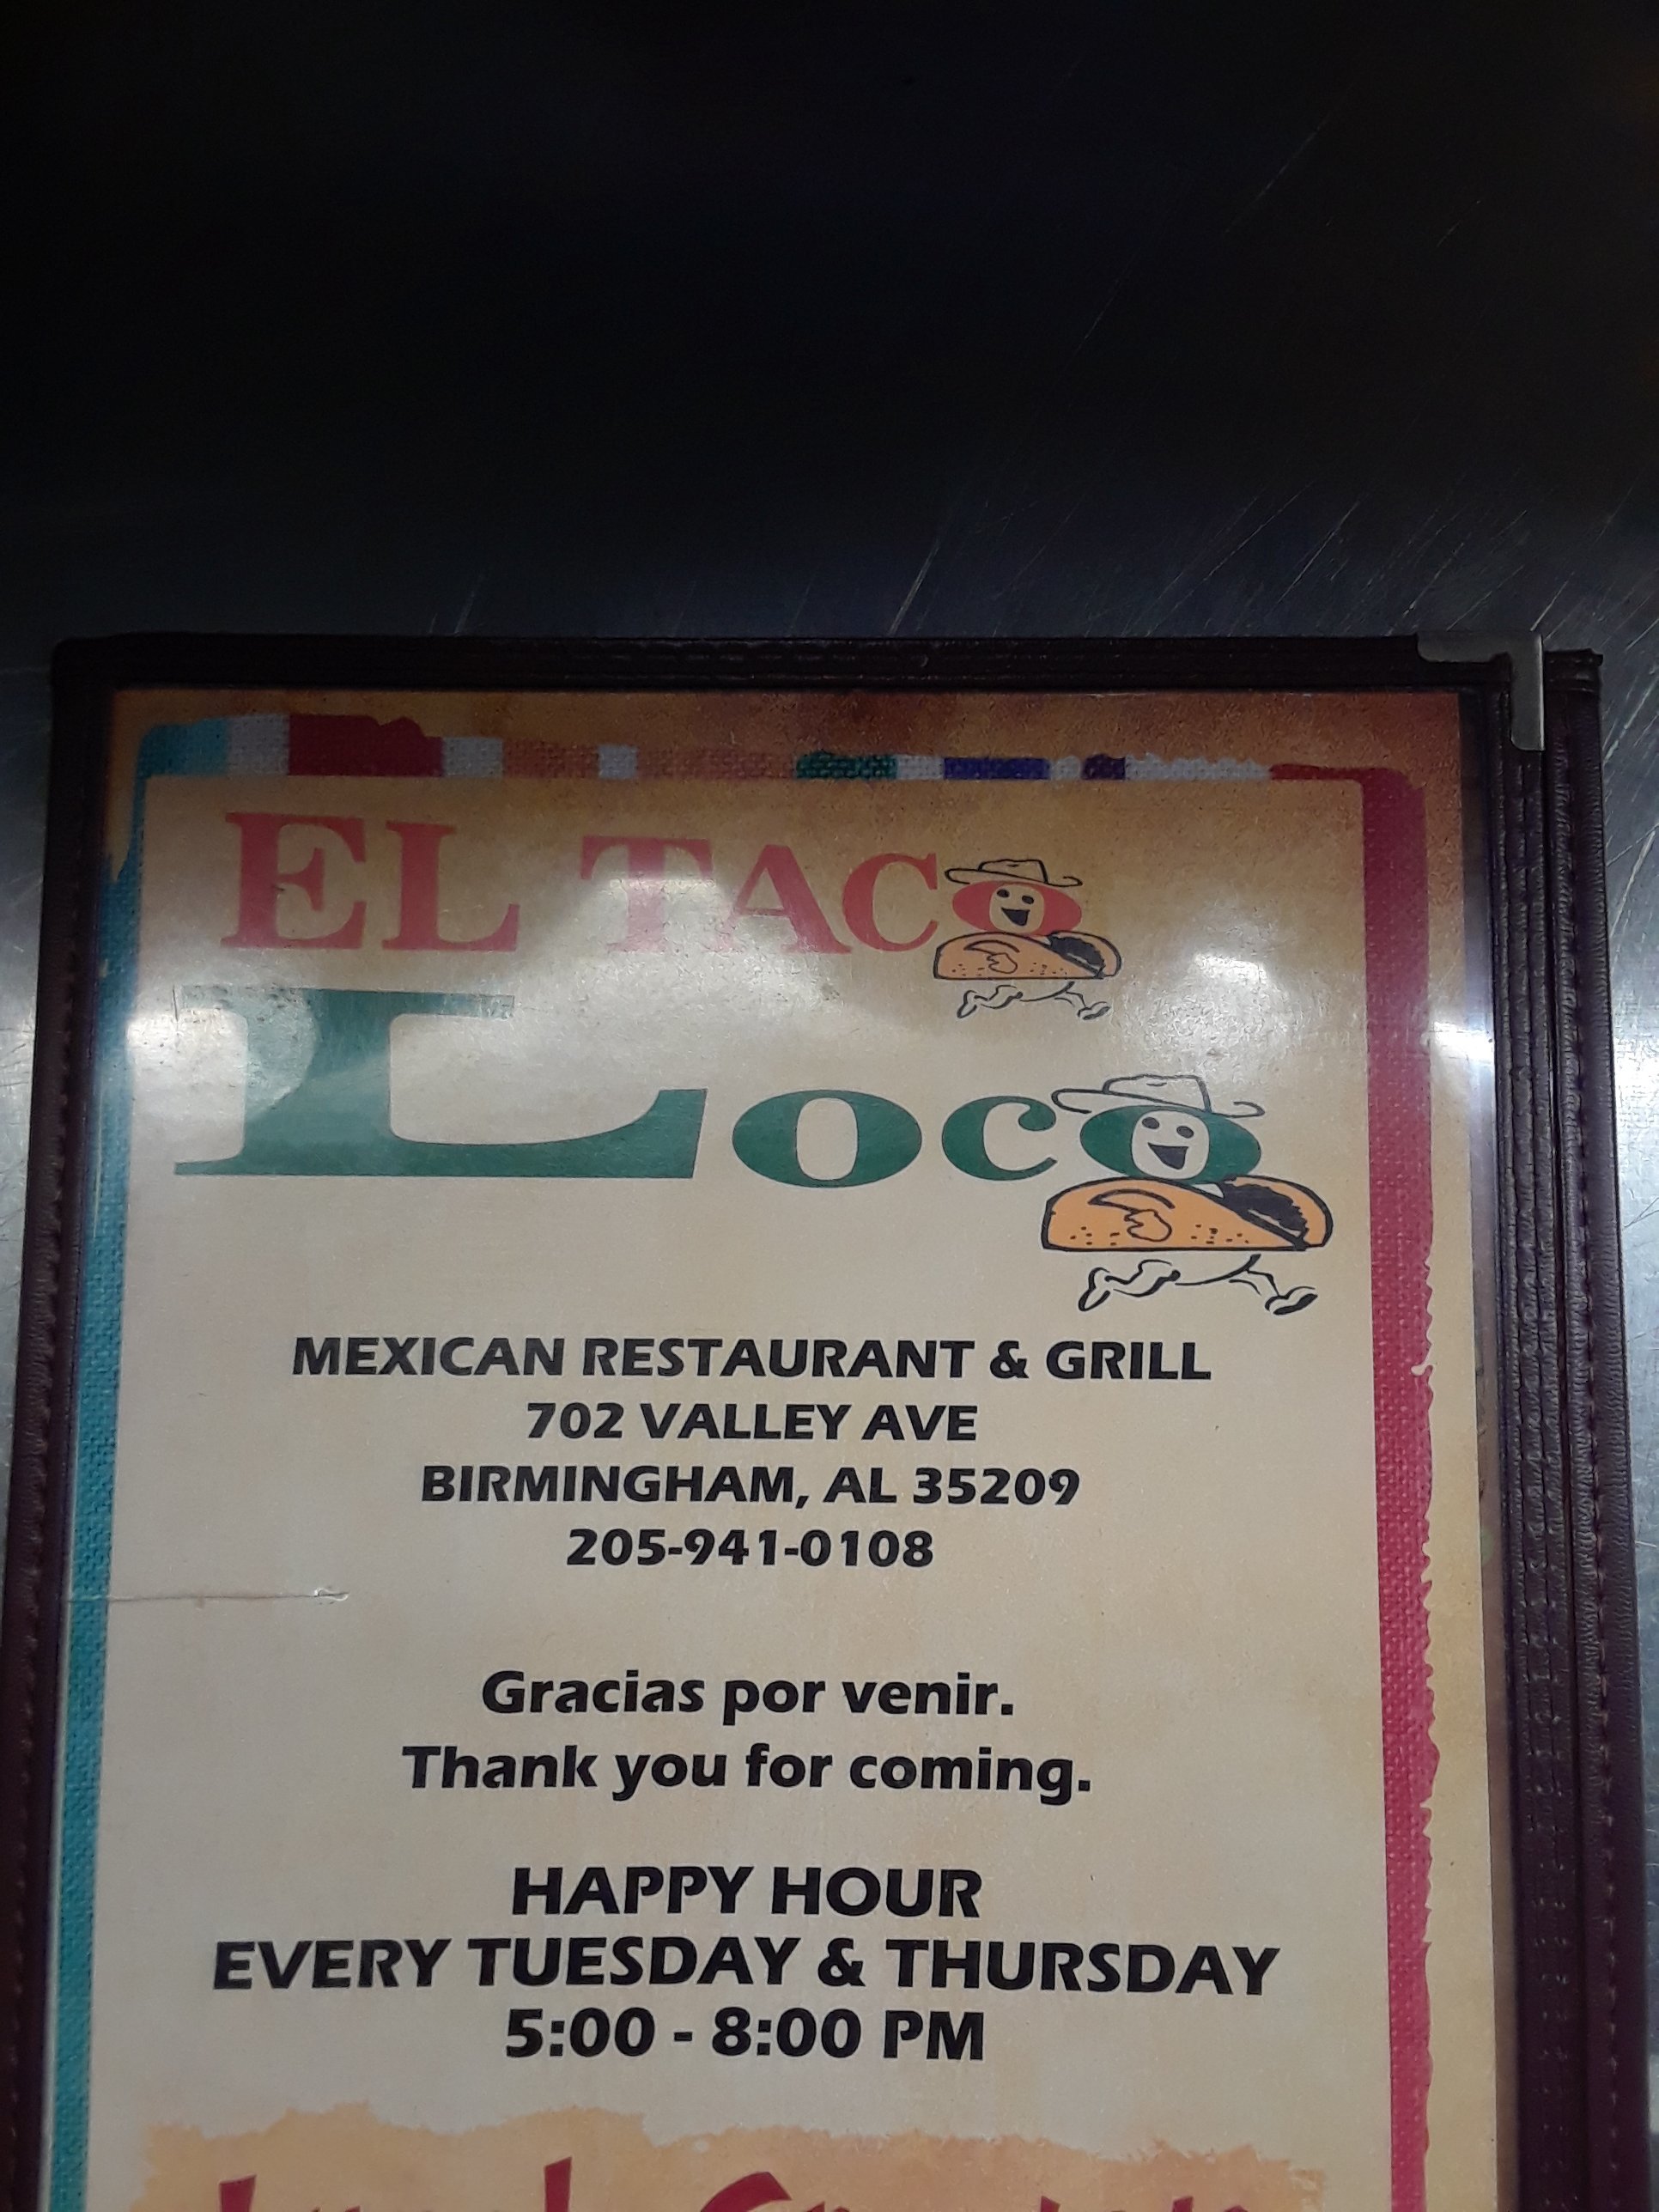 EL TACO
Loco
MEXICAN RESTAURANT & GRILL
702 VALLEY AVE
BIRMINGHAM, AL 35209
205-941-0108
Gracias por venir.
Thank you for coming.
HAPPY HOUR
EVERY TUESDAY & THURSDAY
5:00 - 8:00 PM